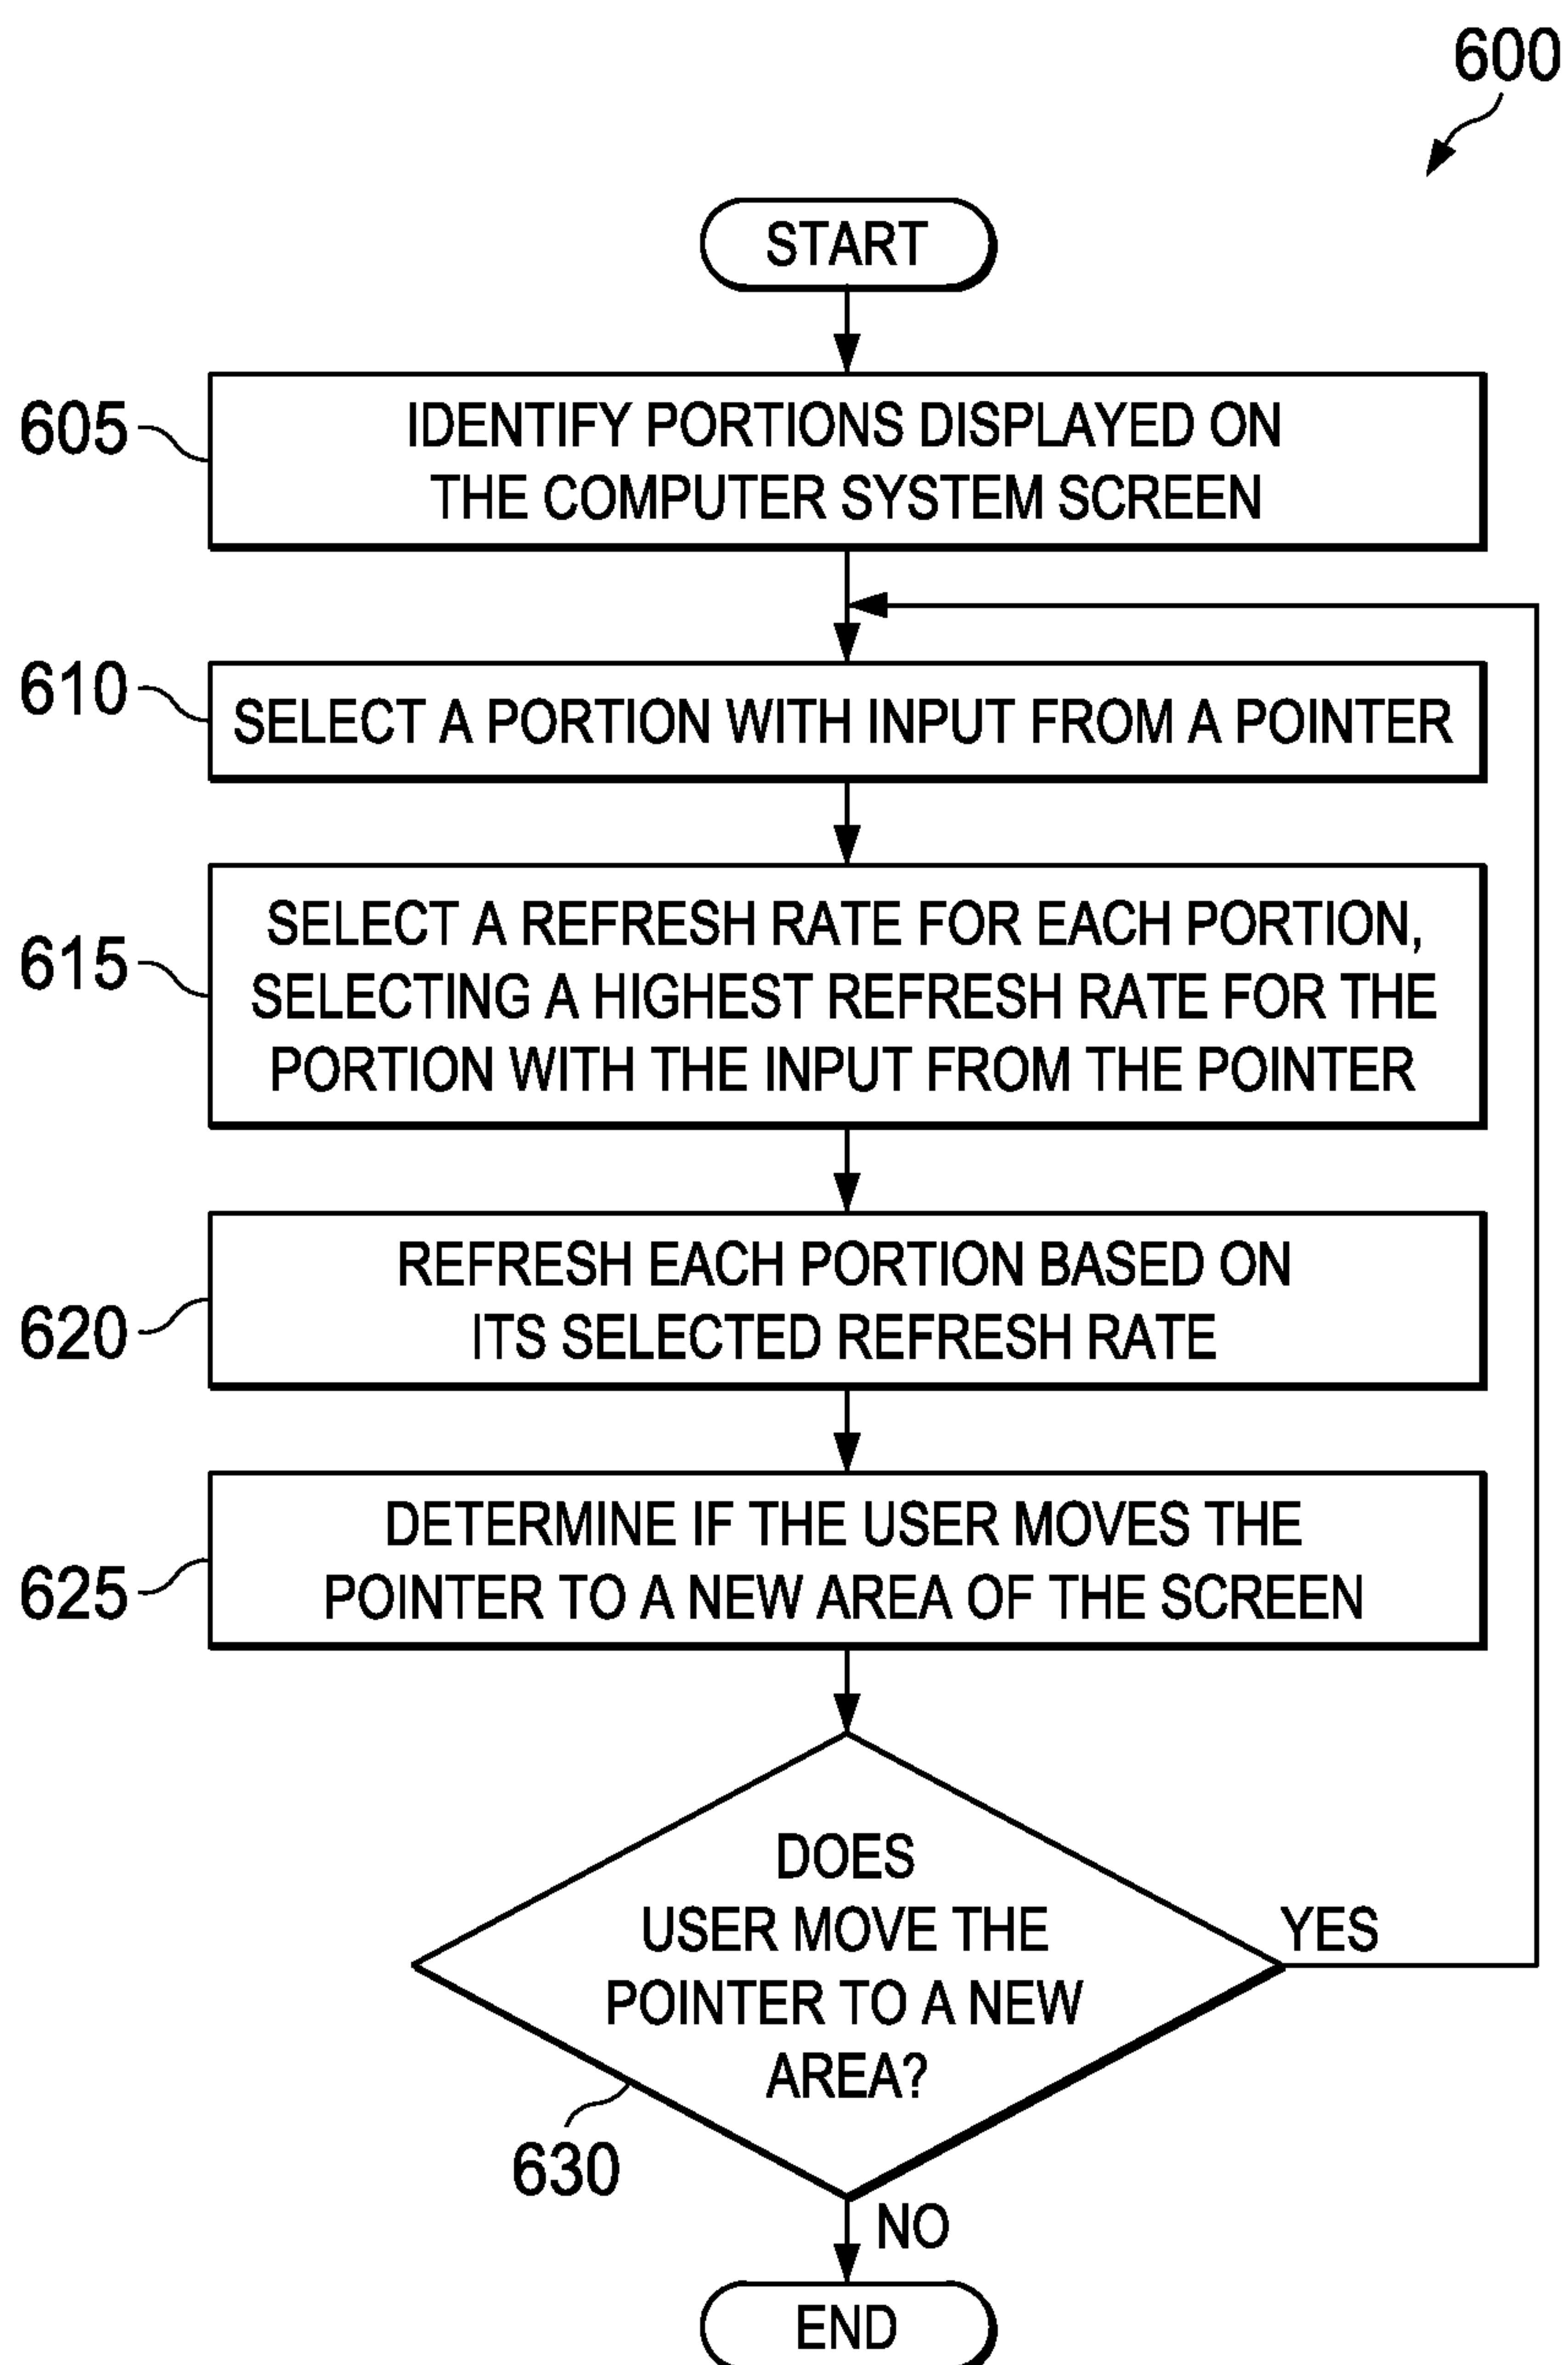 600
START
605
IDENTIFY PORTIONS DISPLAYED ON
THE COMPUTER SYSTEM SCREEN
610
SELECT A PORTION WITH INPUT FROM A POINTER
615
SELECT A REFRESH RATE FOR EACH PORTION,
SELECTING A HIGHEST REFRESH RATE FOR THE
PORTION WITH THE INPUT FROM THE POINTER
620
REFRESH EACH PORTION BASED ON
ITS SELECTED REFRESH RATE
625
DETERMINE IF THE USER MOVES THE
POINTER TO A NEW AREA OF THE SCREEN
DOES
USER MOVE THE
POINTER TO A NEW
AREA?
YES
630
NO
END